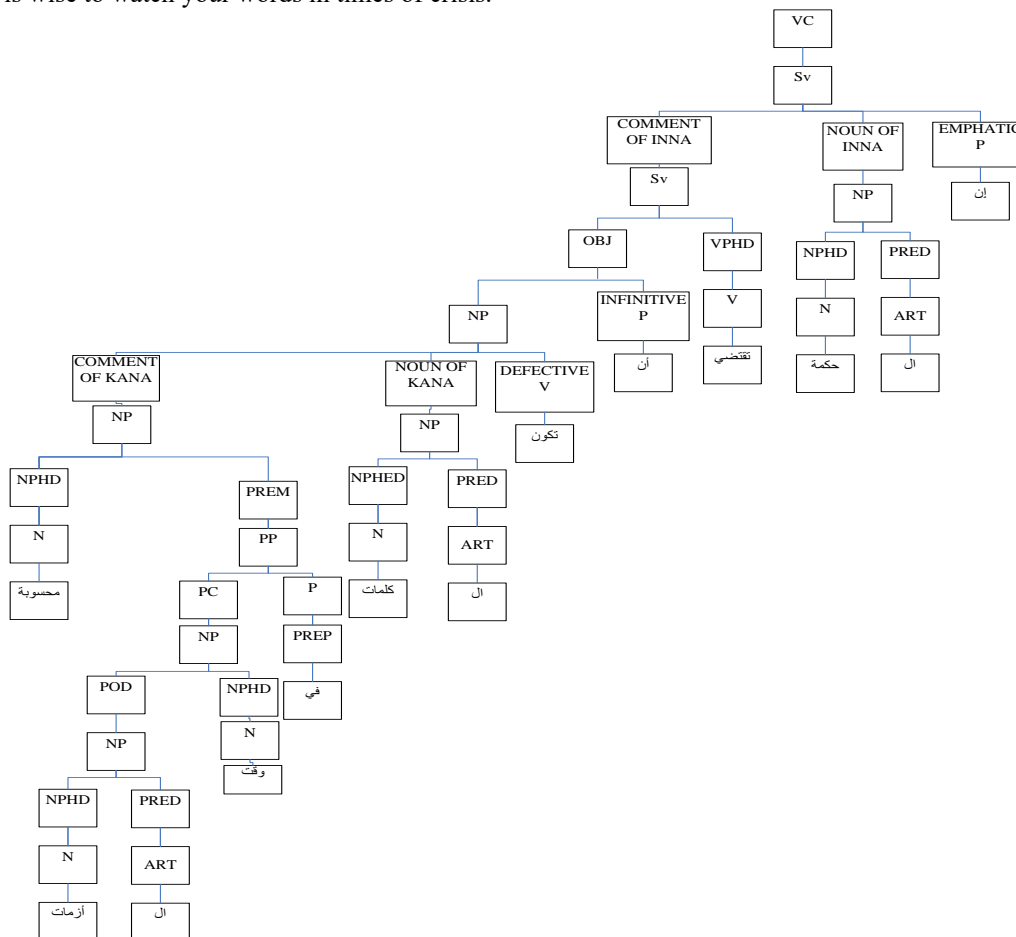 is wise to watch your words in times of crisis.
VC
Sv
COMMENT
OF INNA
NOUN OF
INNA
EMPHATIC
P
Sv
NP
إن
OBJ
VPHD
NPHD
PRED
NP
INFINITIVE
P
V
N
ART
COMMENT
OF KANA
NOUN OF
KANA
DEFECTIVE
V
أن
تقتضي
حكمة
ال
NP
NP
تكون
NPHD
PREM
NPHED
PRED
N
PP
N
ART
محسوبة
PC
P
كلمات
ال
NP
PREP
POD
NPHD
في
NP
N
وقت
NPHD
PRED
N
ART
أزمات
ال